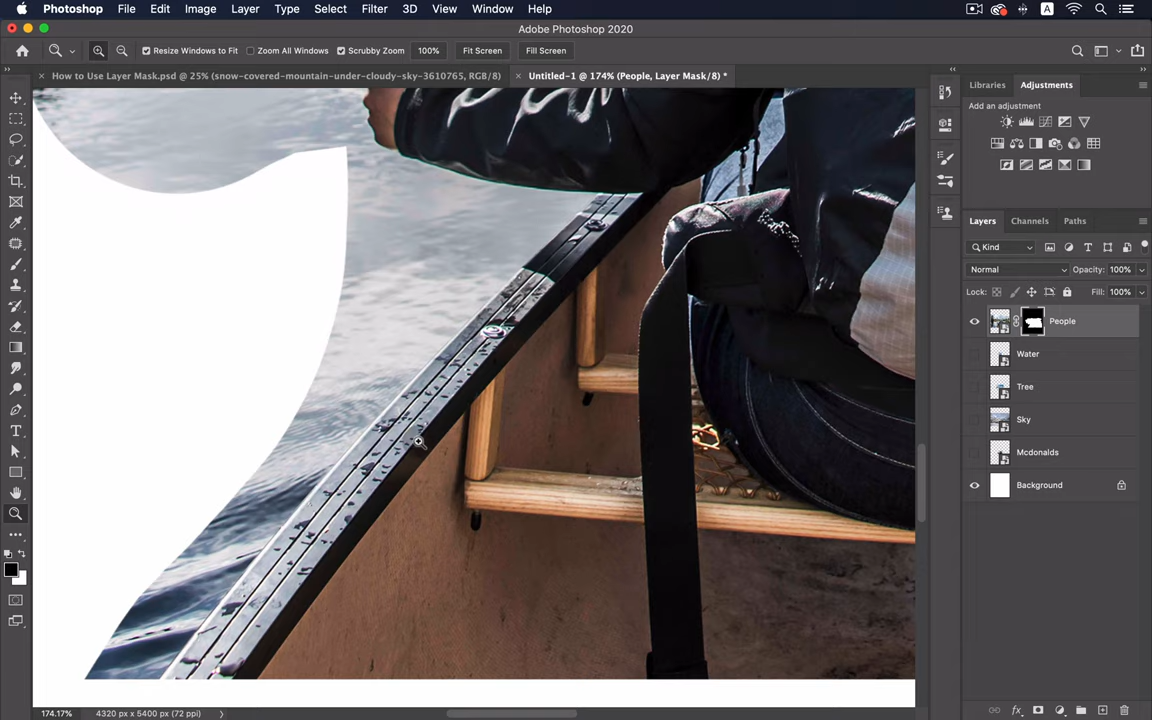 Photoshop File Edit Image Layer Type Select Filter 3D View Window Help
Adobe Photoshop 2020
Resize Windows to Fit Zoom All Windows Scrubby Zoom 100% Fit Screen Fill Screen
How to Use Layer Mask.psd @ 25% (snow-covered-mountain-under-cloudy-sky-3610765, RGB/8)
Untitled-1 @ 174% (People, Layer Mask/8) *
Libraries Adjustments
Add an adjustment
Layers Channels Paths
Kind
Normal Opacity: 100%
Lock: Fill: 100%
People
Water
Tree
Sky
Mcdonalds
Background
174.17% 4320 px x 5400 px (72 ppi)